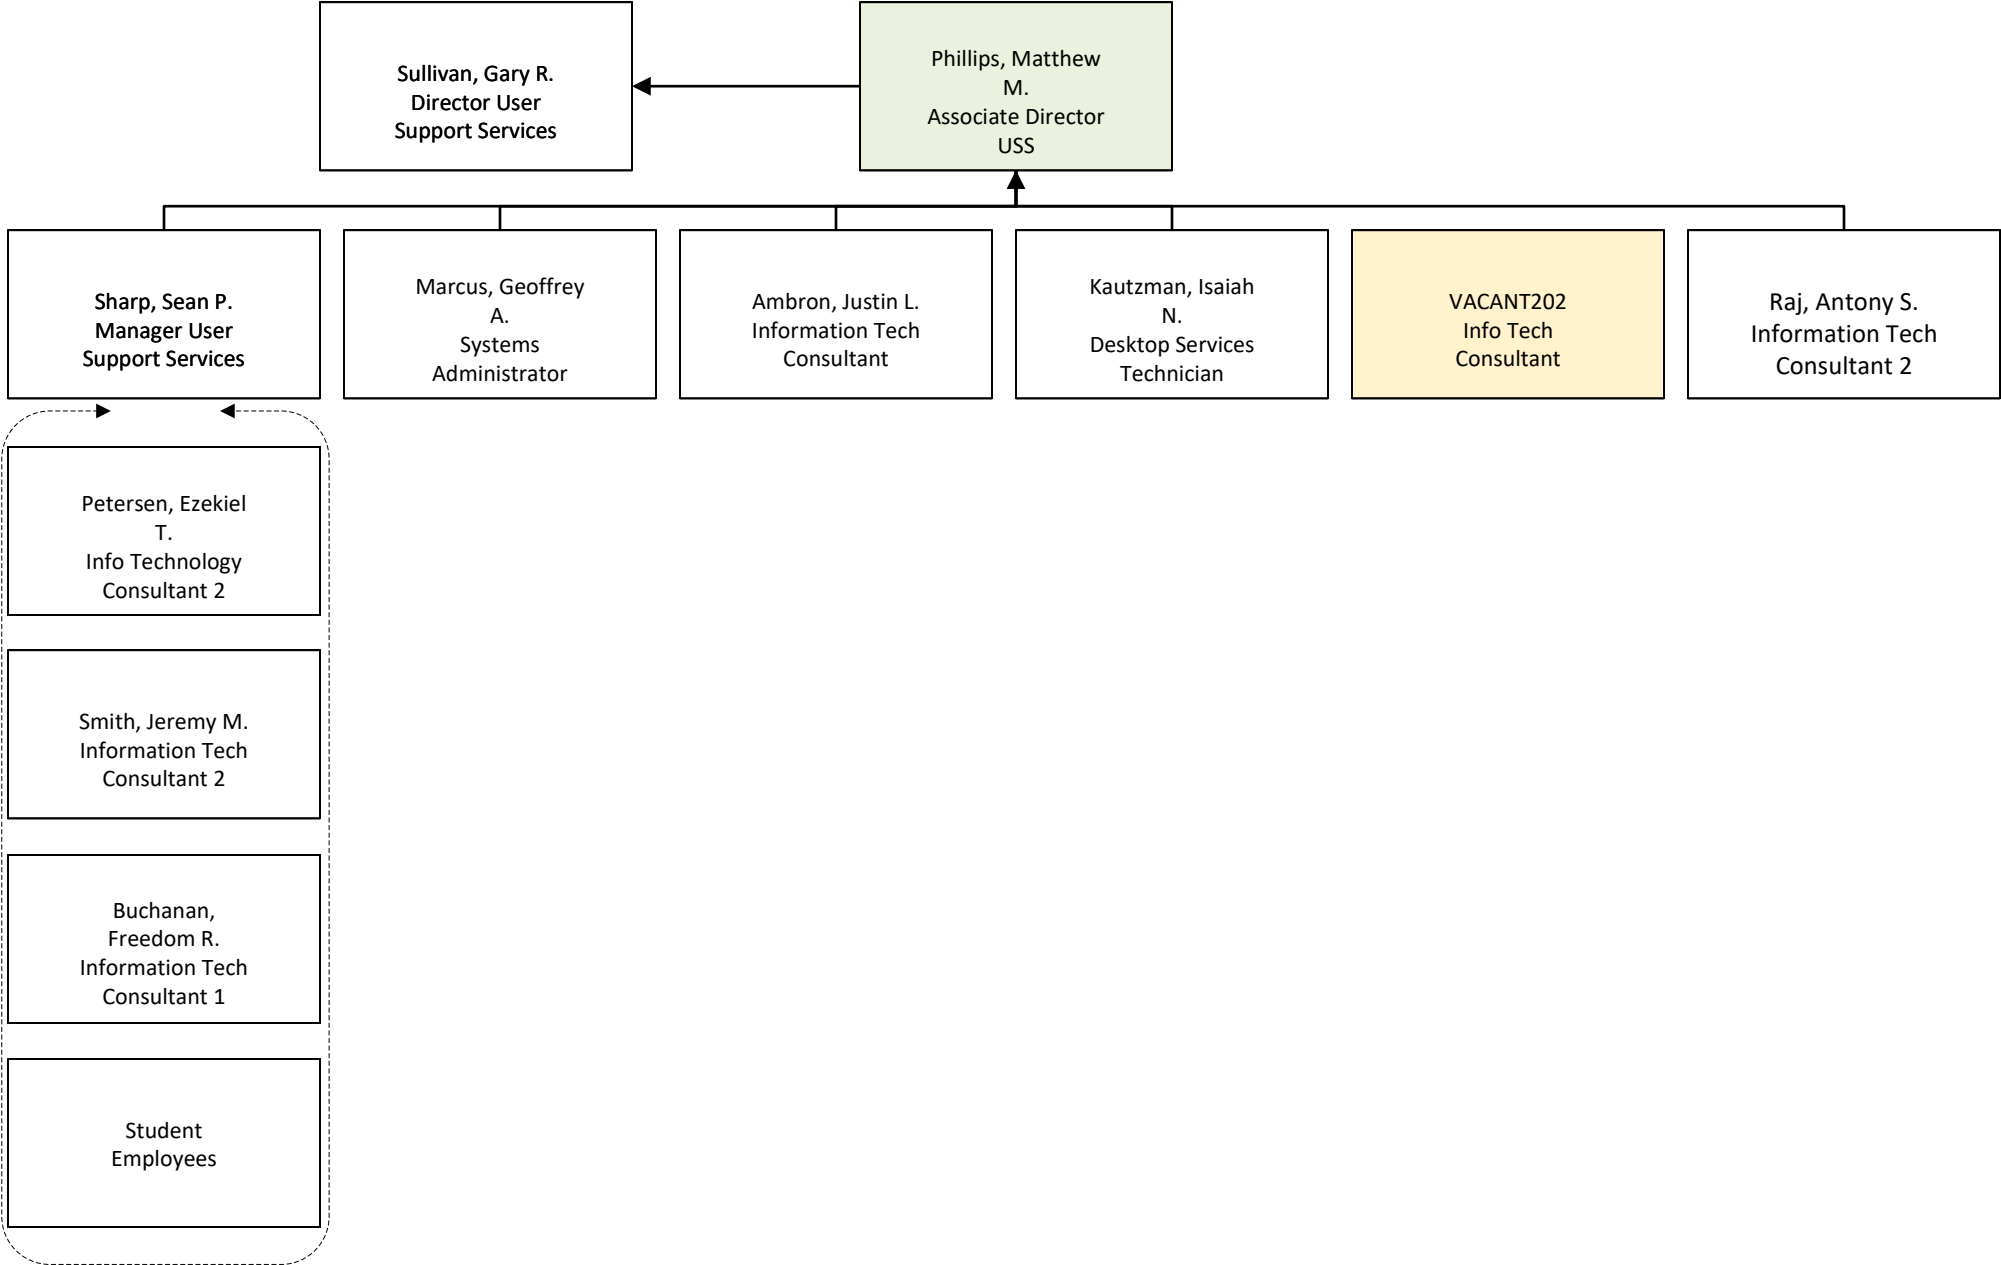 Sullivan, Gary R.
Director User
Support Services
Phillips, Matthew
M.
Associate Director
USS
Sharp, Sean P.
Manager User
Support Services
Marcus, Geoffrey
A.
Systems
Administrator
Ambron, Justin L.
Information Tech
Consultant
Kautzman, Isaiah
N.
Desktop Services
Technician
VACANT202
Info Tech
Consultant
Raj, Antony S.
Information Tech
Consultant 2
Petersen, Ezekiel
T.
Info Technology
Consultant 2
Smith, Jeremy M.
Information Tech
Consultant 2
Buchanan,
Freedom R.
Information Tech
Consultant 1
Student
Employees